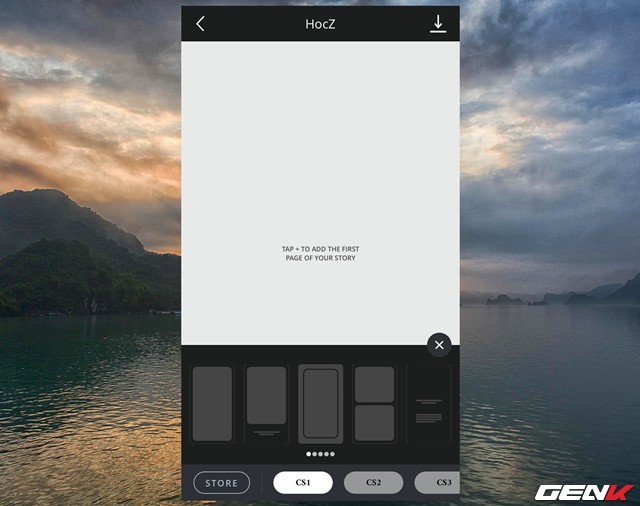 HocZ
TAP + TO ADD THE FIRST
PAGE OF YOUR STORY
STORE
CS1
CS2
CS3
GENK